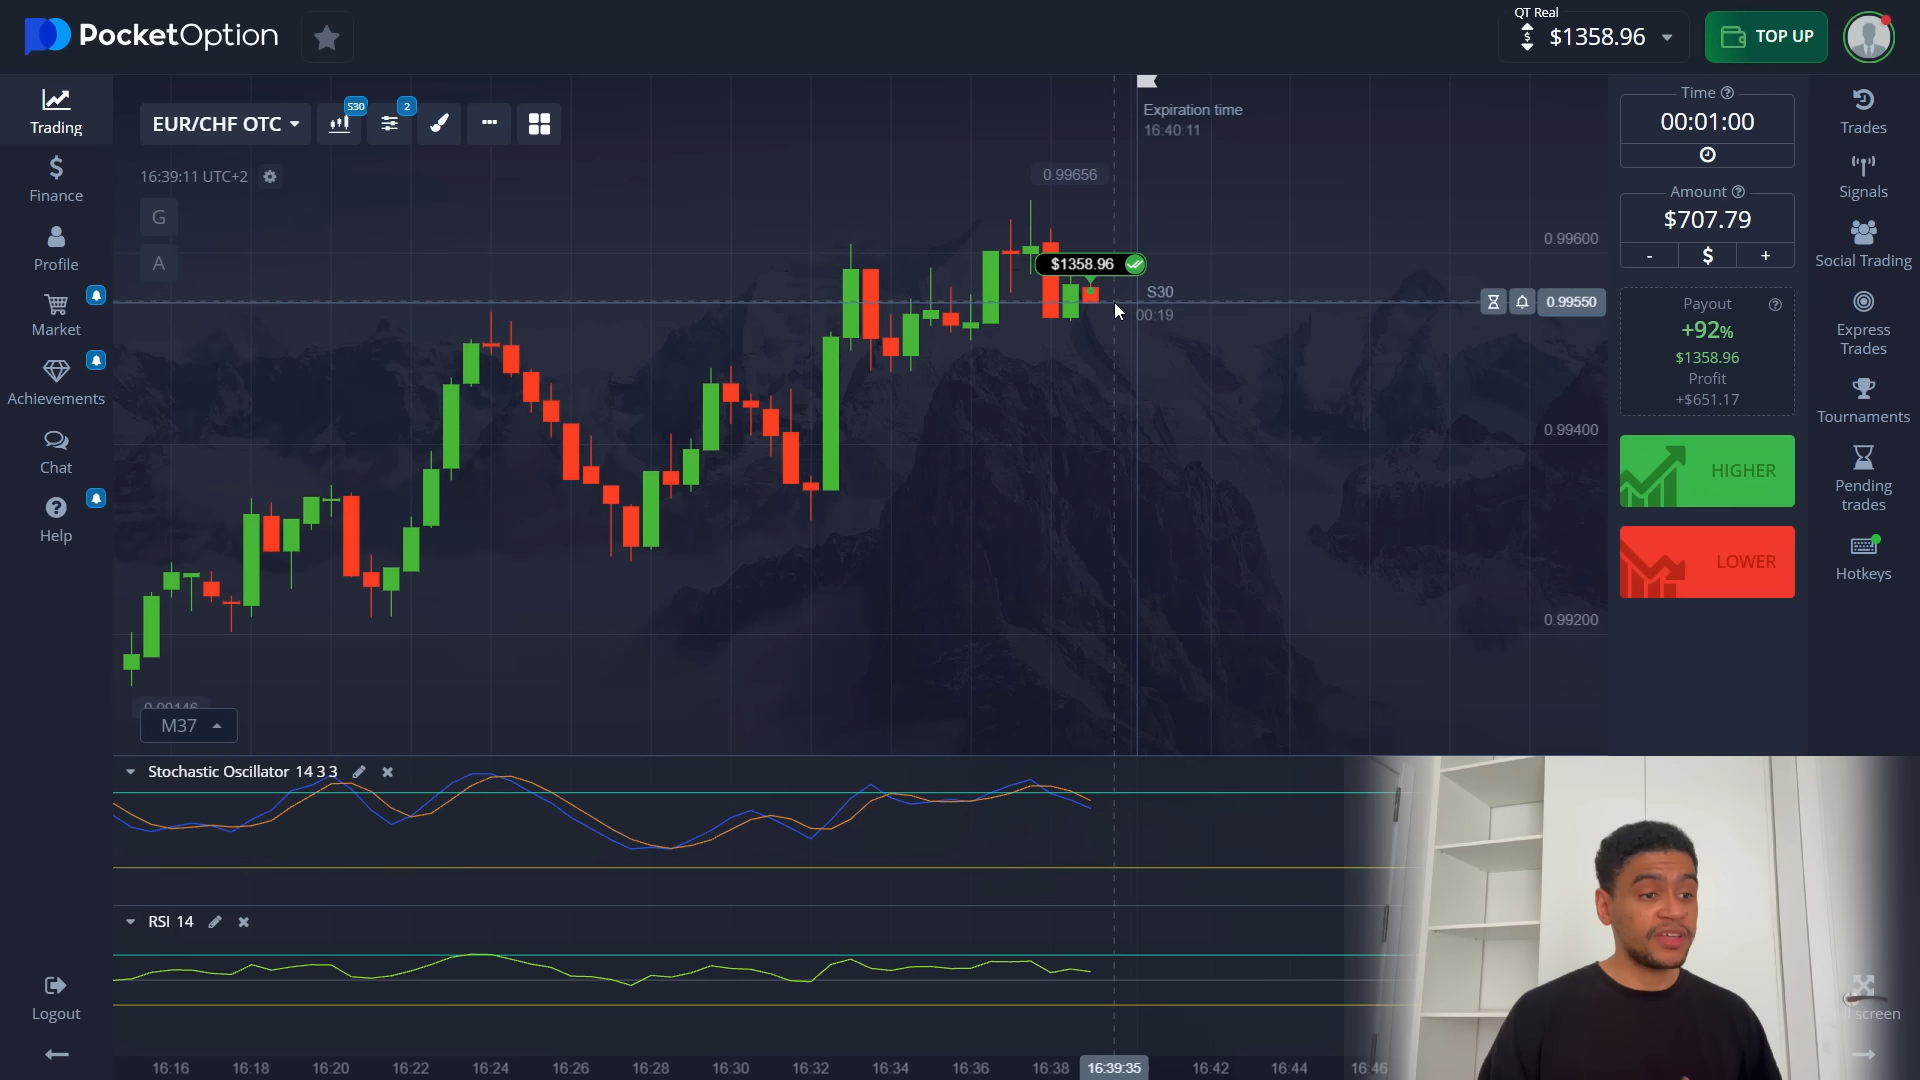 PocketOption
QT Real
$
$1358.96
TOP UP
Trading
Finance
Profile
Market
Achievements
Chat
Help
Logout
EUR/CHF OTC
S30
2
16:39:11 UTC+2
G
A
Expiration time
16:40:11
0.99656
$1358.96
S30
00:19
0.99600
0.99550
0.99400
0.99200
0.99146
M37
Stochastic Oscillator 14 3 3
RSI 14
16:16
16:18
16:20
16:22
16:24
16:26
16:28
16:30
16:32
16:34
16:36
16:38
16:39:35
16:42
16:44
16:46
Time
00:01:00
Amount
$707.79
- $ +
Payout
+92%
$1358.96
Profit
+$651.17
HIGHER
LOWER
Trades
Signals
Social Trading
Express
Trades
Tournaments
Pending
trades
Hotkeys
screen